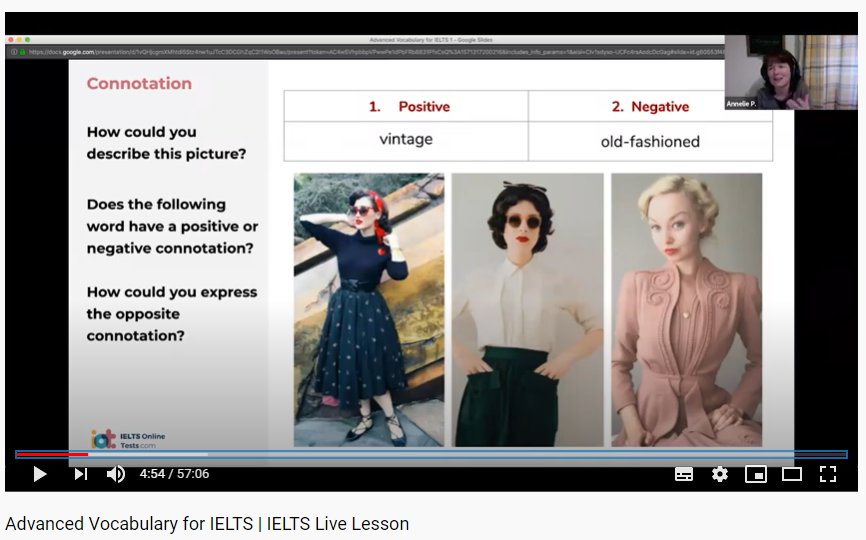 Advanced Vocabulary for IELTS 1 - Google Slides
Connotation
How could you
describe this picture?
Does the following
word have a positive or
negative connotation?
How could you express
the opposite
connotation?
1. Positive
2. Negative
vintage
old-fashioned
Annelie P.
iot
IELTS Online
Tests.com
4:54 / 57:06
Advanced Vocabulary for IELTS | IELTS Live Lesson